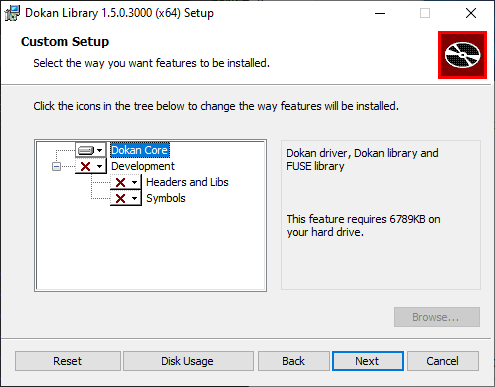 Dokan Library 1.5.0.3000 (x64) Setup
Custom Setup
Select the way you want features to be installed.
Click the icons in the tree below to change the way features will be installed.
Dokan Core
Development
Headers and Libs
Symbols
Dokan driver, Dokan library and
FUSE library
This feature requires 6789KB on
your hard drive.
Browse...
Reset
Disk Usage
Back
Next
Cancel